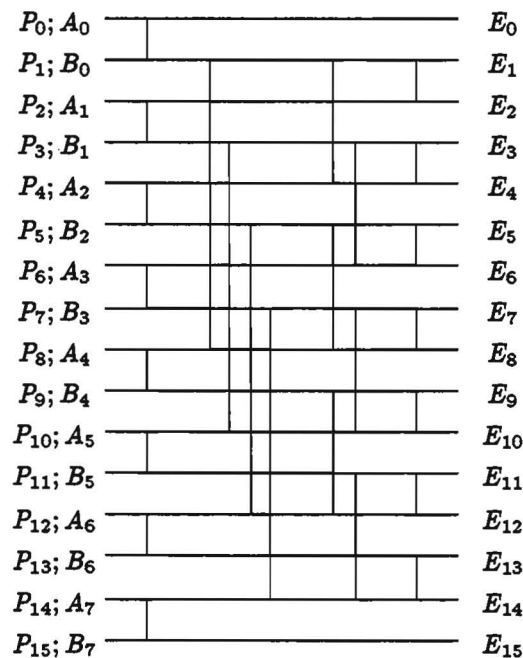 P₀; A₀ E₀
P₁; B₀ E₁
P₂; A₁ E₂
P₃; B₁ E₃
P₄; A₂ E₄
P₅; B₂ E₅
P₆; A₃ E₆
P₇; B₃ E₇
P₈; A₄ E₈
P₉; B₄ E₉
P₁₀; A₅ E₁₀
P₁₁; B₅ E₁₁
P₁₂; A₆ E₁₂
P₁₃; B₆ E₁₃
P₁₄; A₇ E₁₄
P₁₅; B₇ E₁₅